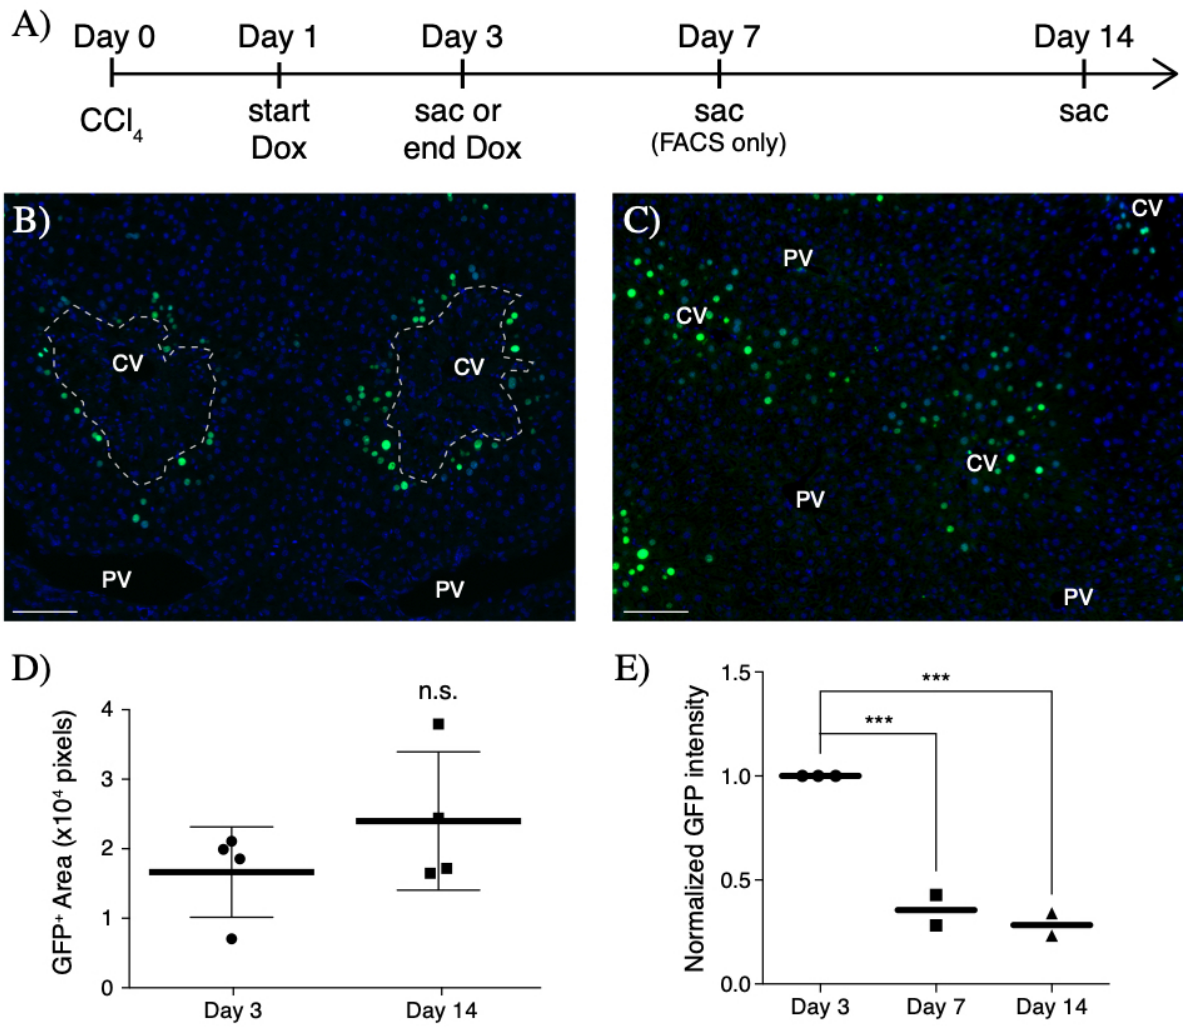 A)
Day 0 Day 1 Day 3 Day 7 Day 14
CCl₄ start Dox sac or end Dox sac (FACS only) sac
B)
CV CV
PV PV
C)
CV
PV
CV
CV
PV
PV
D)
n.s.
GFP⁺ Area (x10⁴ pixels)
4
3
2
1
0
Day 3 Day 14
E)
***
***
Normalized GFP intensity
1.5
1.0
0.5
0.0
Day 3 Day 7 Day 14